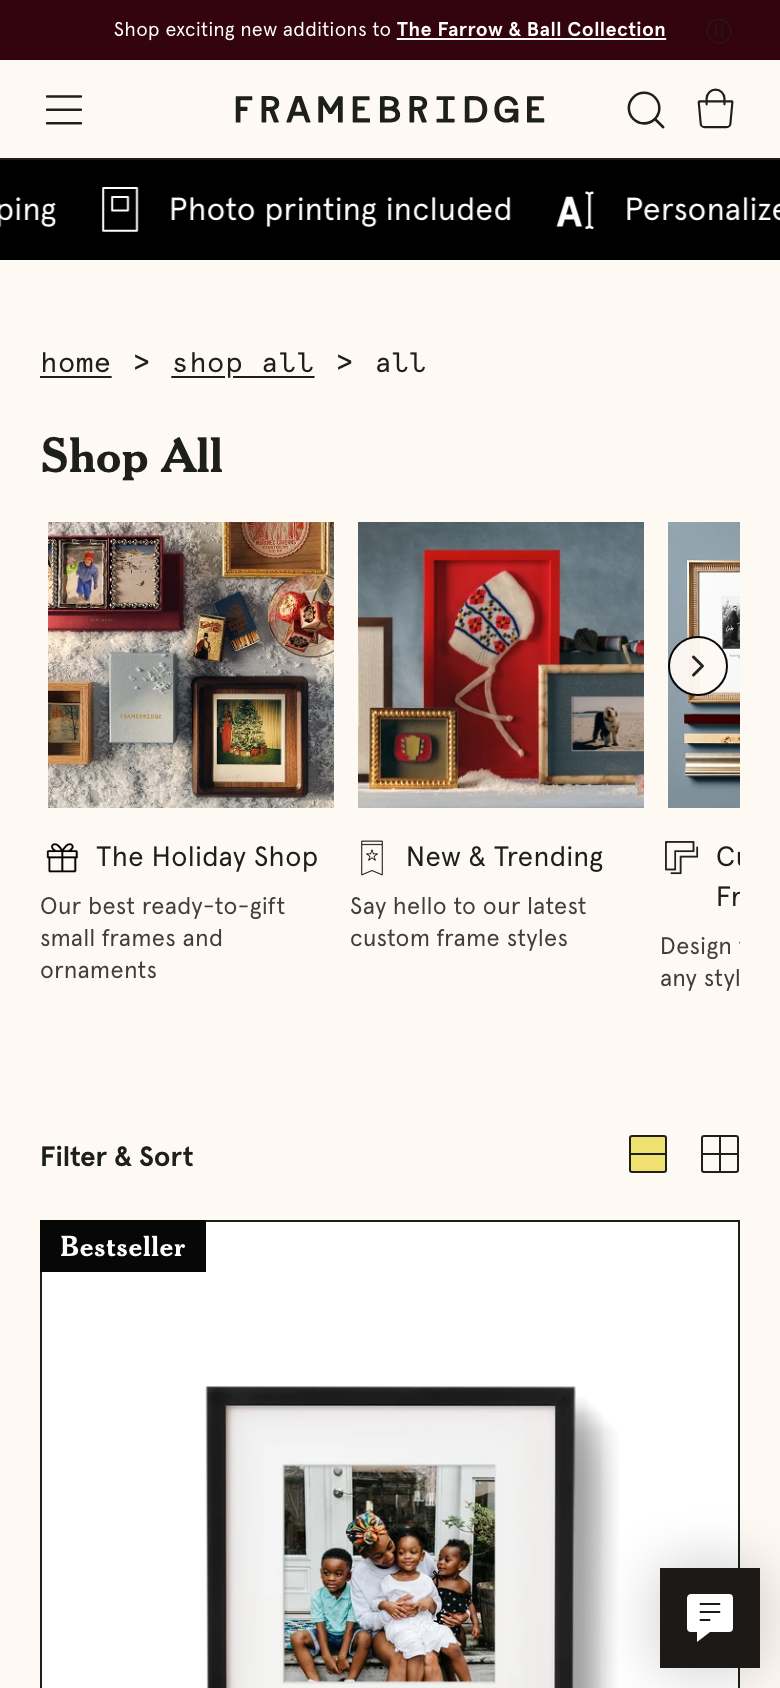 Shop exciting new additions to The Farrow & Ball Collection
FRAMEBRIDGE
ping Photo printing included A Personalize
home > shop all > all
Shop All
FRAMEBRIDGE
The Holiday Shop
Our best ready-to-gift
small frames and
ornaments
New & Trending
Say hello to our latest
custom frame styles
Cu
Fr
Design
any styl
Filter & Sort
Bestseller